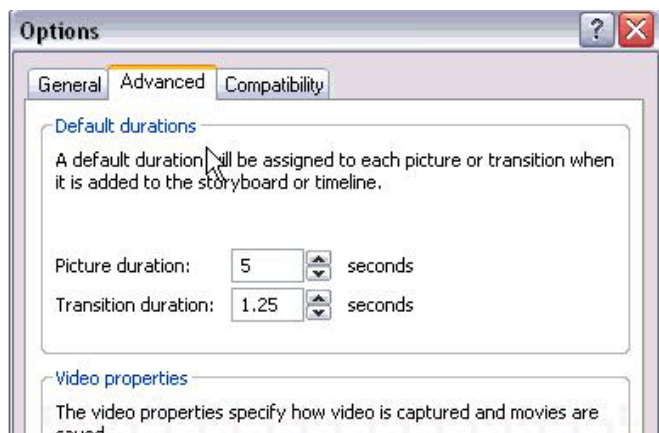 Options
General Advanced Compatibility
Default durations
A default duration will be assigned to each picture or transition when
it is added to the storyboard or timeline.
Picture duration: 5 seconds
Transition duration: 1.25 seconds
Video properties
The video properties specify how video is captured and movies are
saved.